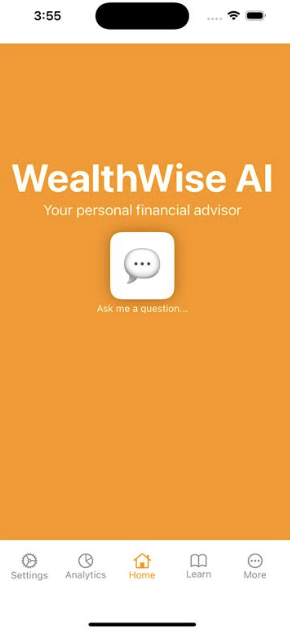 3:55
WealthWise AI
Your personal financial advisor
Ask me a question...
Settings Analytics Home Learn More